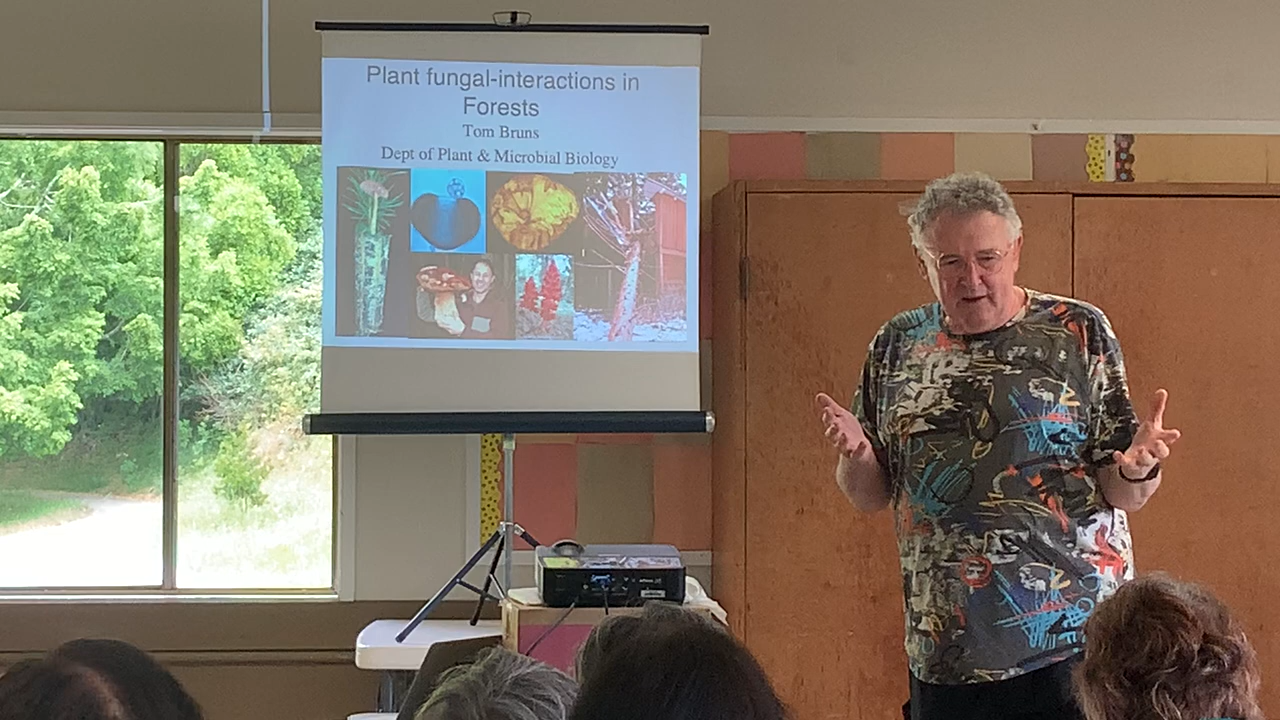 Plant fungal-interactions in
Forests
Tom Bruns
Dept of Plant & Microbial Biology